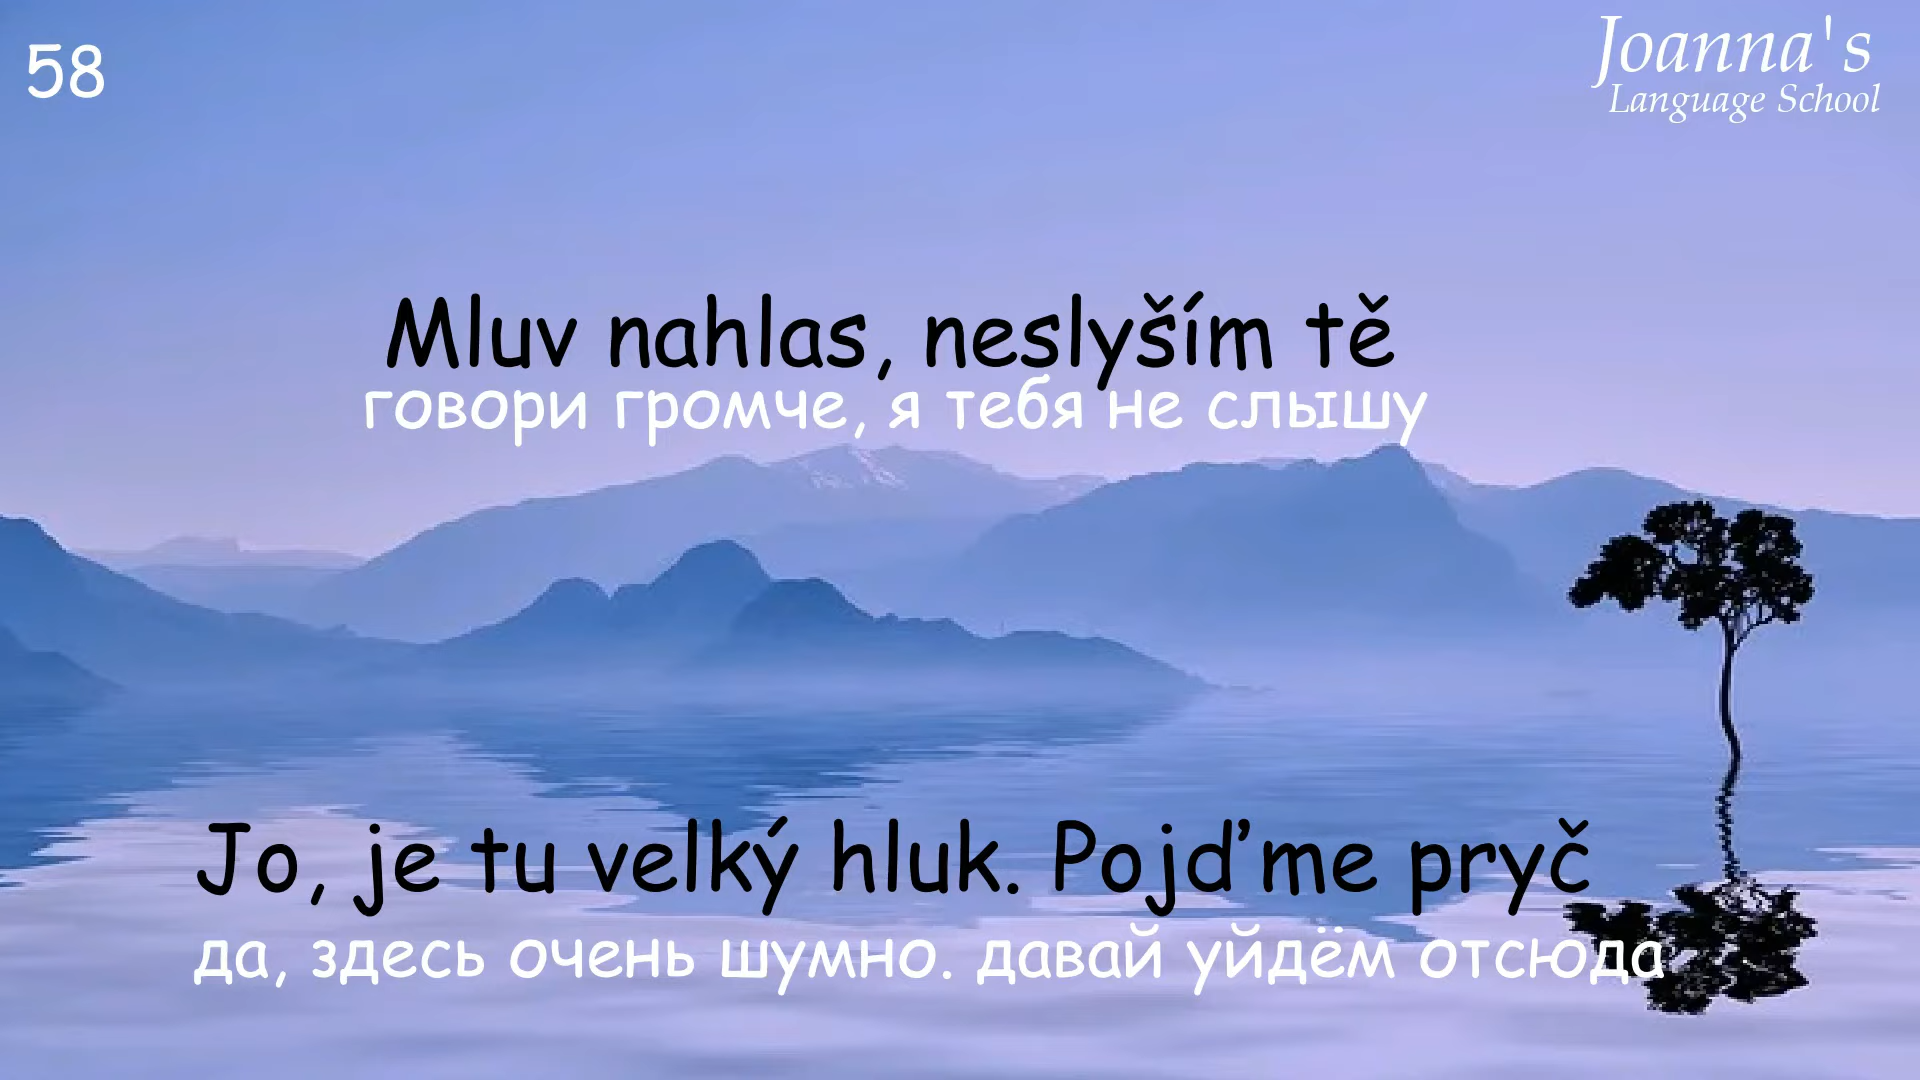 58
Joanna's
Language School
Mluv nahlas, neslyším tě
говори громче, я тебя не слышу
Jo, je tu velký hluk. Pojďme pryč
да, здесь очень шумно. давай уйдём отсюда